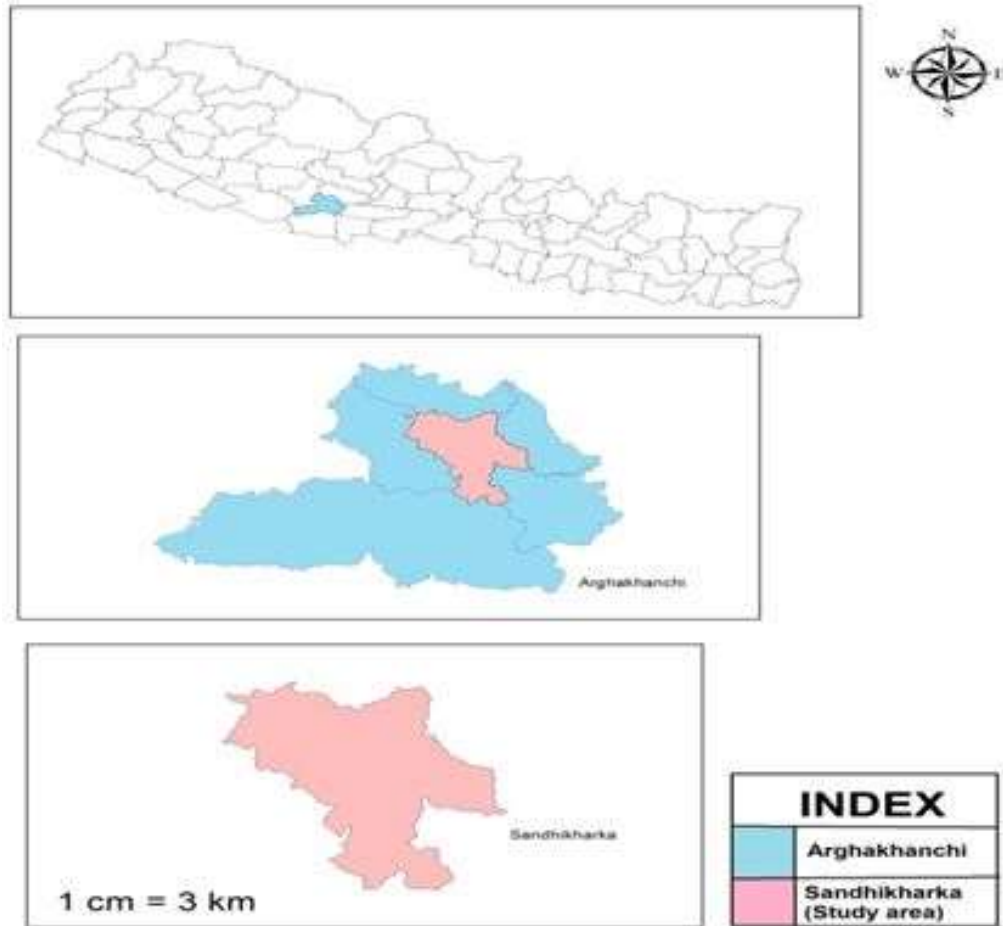 N
W E
S
Arghakhanchi
Sandhikharka
1 cm = 3 km
INDEX
Arghakhanchi
Sandhikharka
(Study area)